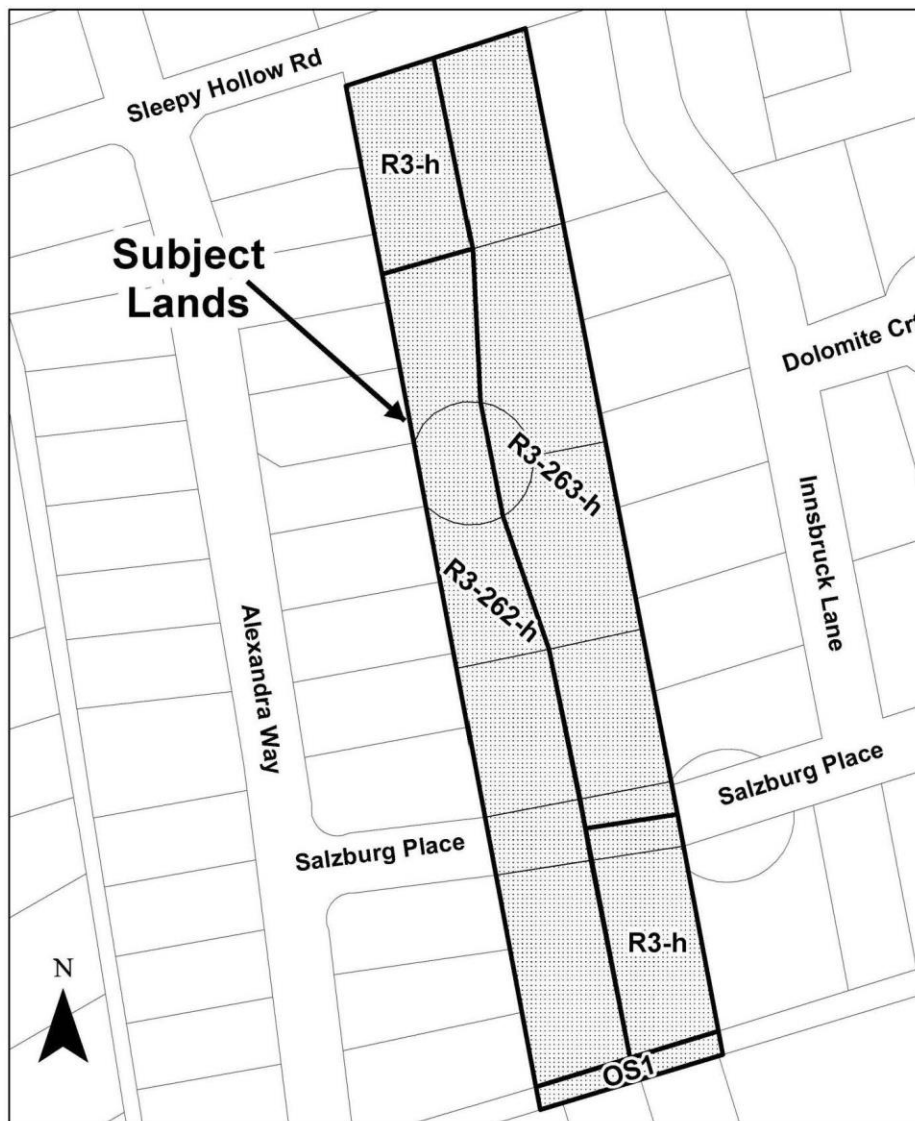 Sleepy Hollow Rd
R3-h
Subject
Lands
Dolomite Crt
R3-263-h
Innsbruck Lane
R3-262-h
Alexandra Way
Salzburg Place
Salzburg Place
R3-h
N
OS1